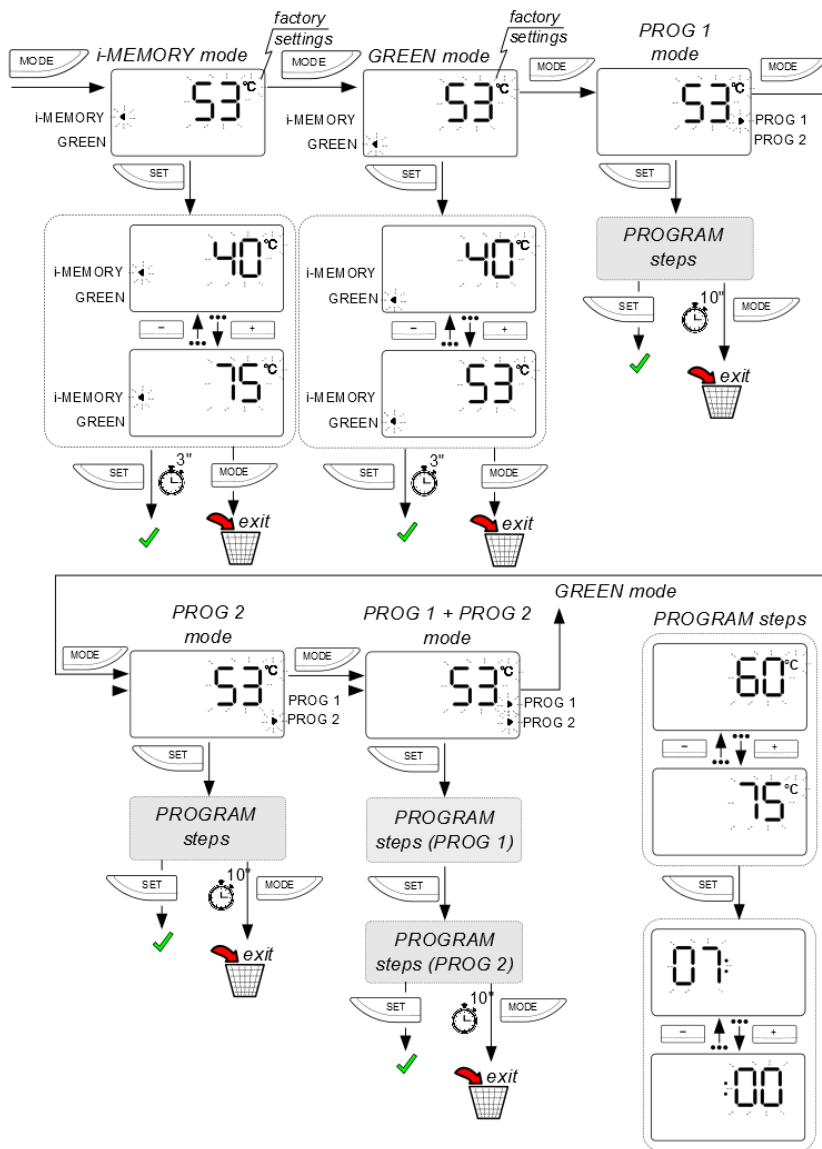 factory
settings
i-MEMORY mode
MODE
53°C
i-MEMORY
GREEN
SET
factory
settings
GREEN mode
MODE
53°C
i-MEMORY
GREEN
SET
PROG 1
mode
MODE
53°C
PROG 1
PROG 2
SET
MODE
40°C
i-MEMORY
GREEN
-
+
75°C
i-MEMORY
GREEN
SET
3"
MODE
exit
40°C
i-MEMORY
GREEN
-
+
53°C
i-MEMORY
GREEN
SET
3"
MODE
exit
PROGRAM
steps
SET
10"
MODE
exit
PROG 2
mode
MODE
53°C
PROG 1
PROG 2
SET
PROGRAM
steps
SET
10"
MODE
exit
PROG 1 + PROG 2
mode
MODE
53°C
PROG 1
PROG 2
SET
PROGRAM
steps (PROG 1)
SET
PROGRAM
steps (PROG 2)
SET
10"
MODE
exit
GREEN mode
PROGRAM steps
60°C
-
+
75°C
SET
07:
-
+
:00